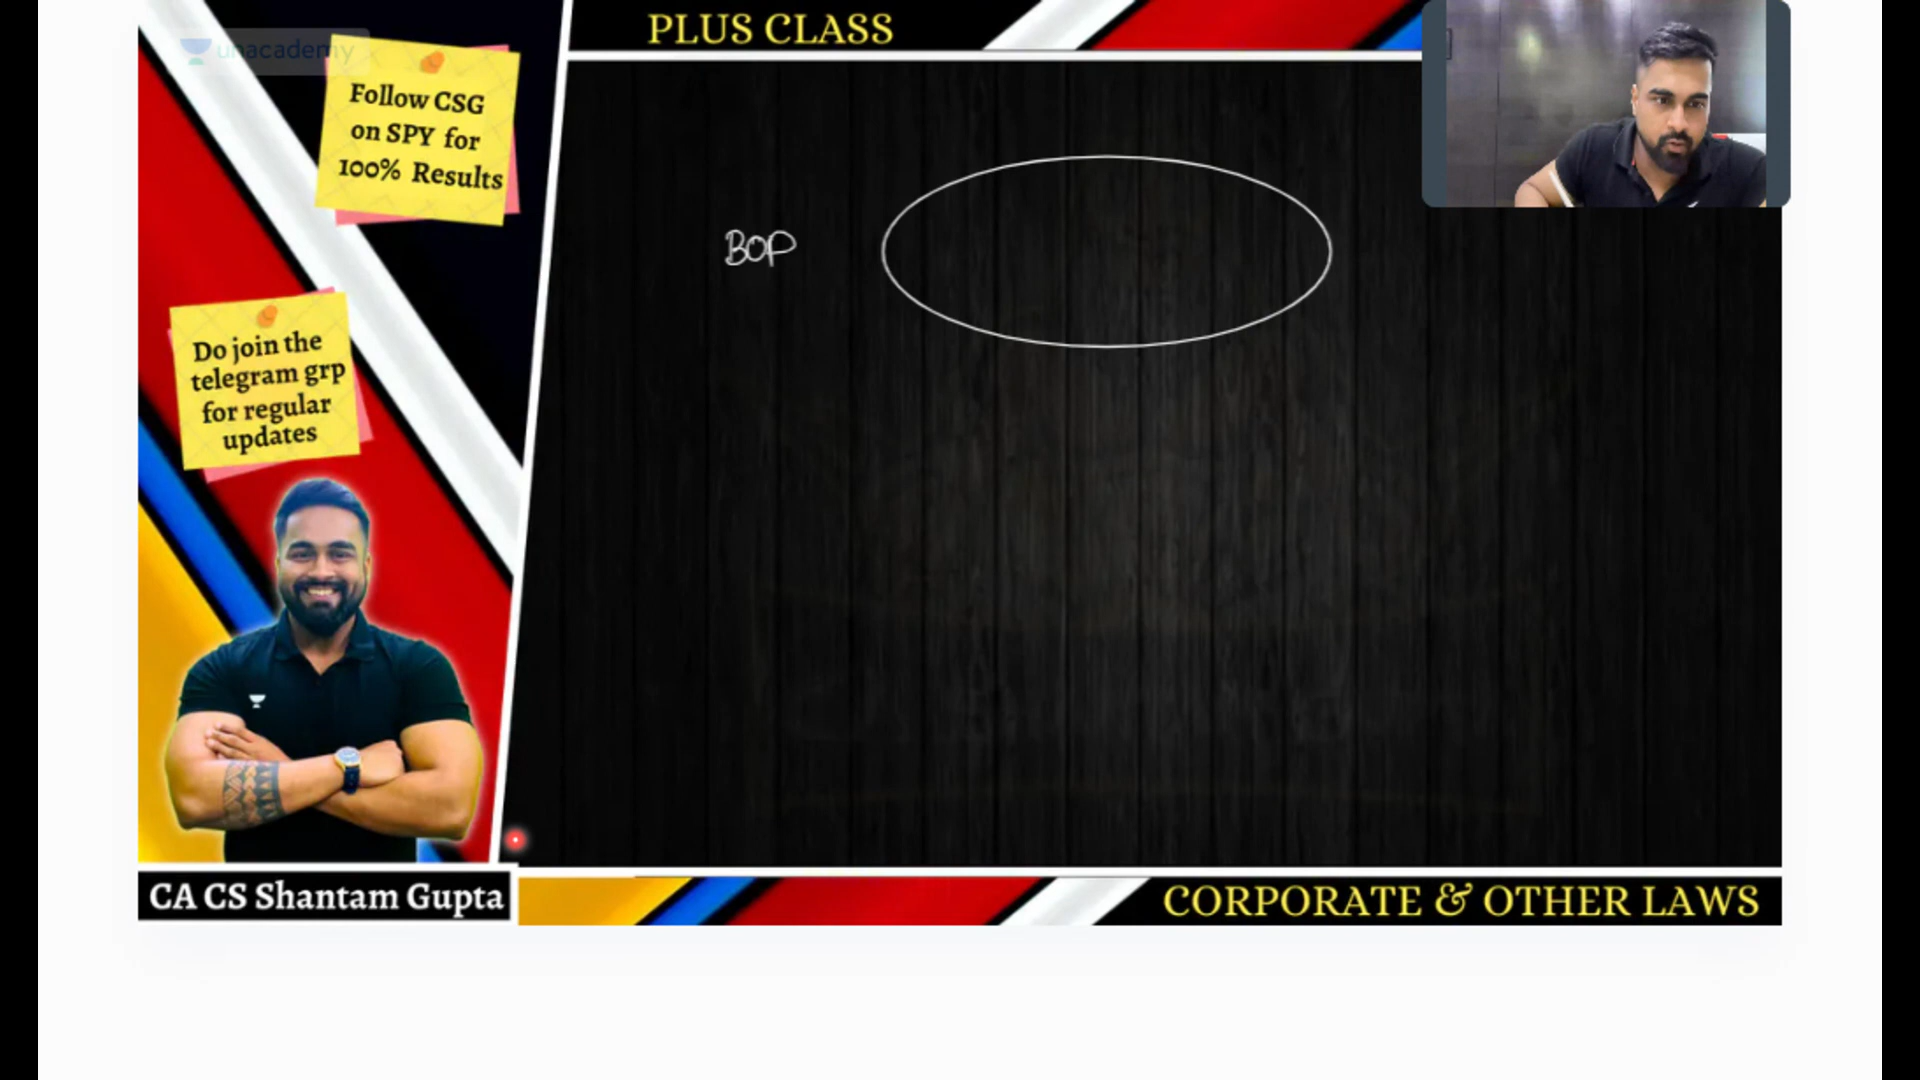 PLUS CLASS
unacademy
Follow CSG
on SPY for
100% Results
BOP
Do join the
telegram grp
for regular
updates
CA CS Shantam Gupta
CORPORATE & OTHER LAWS